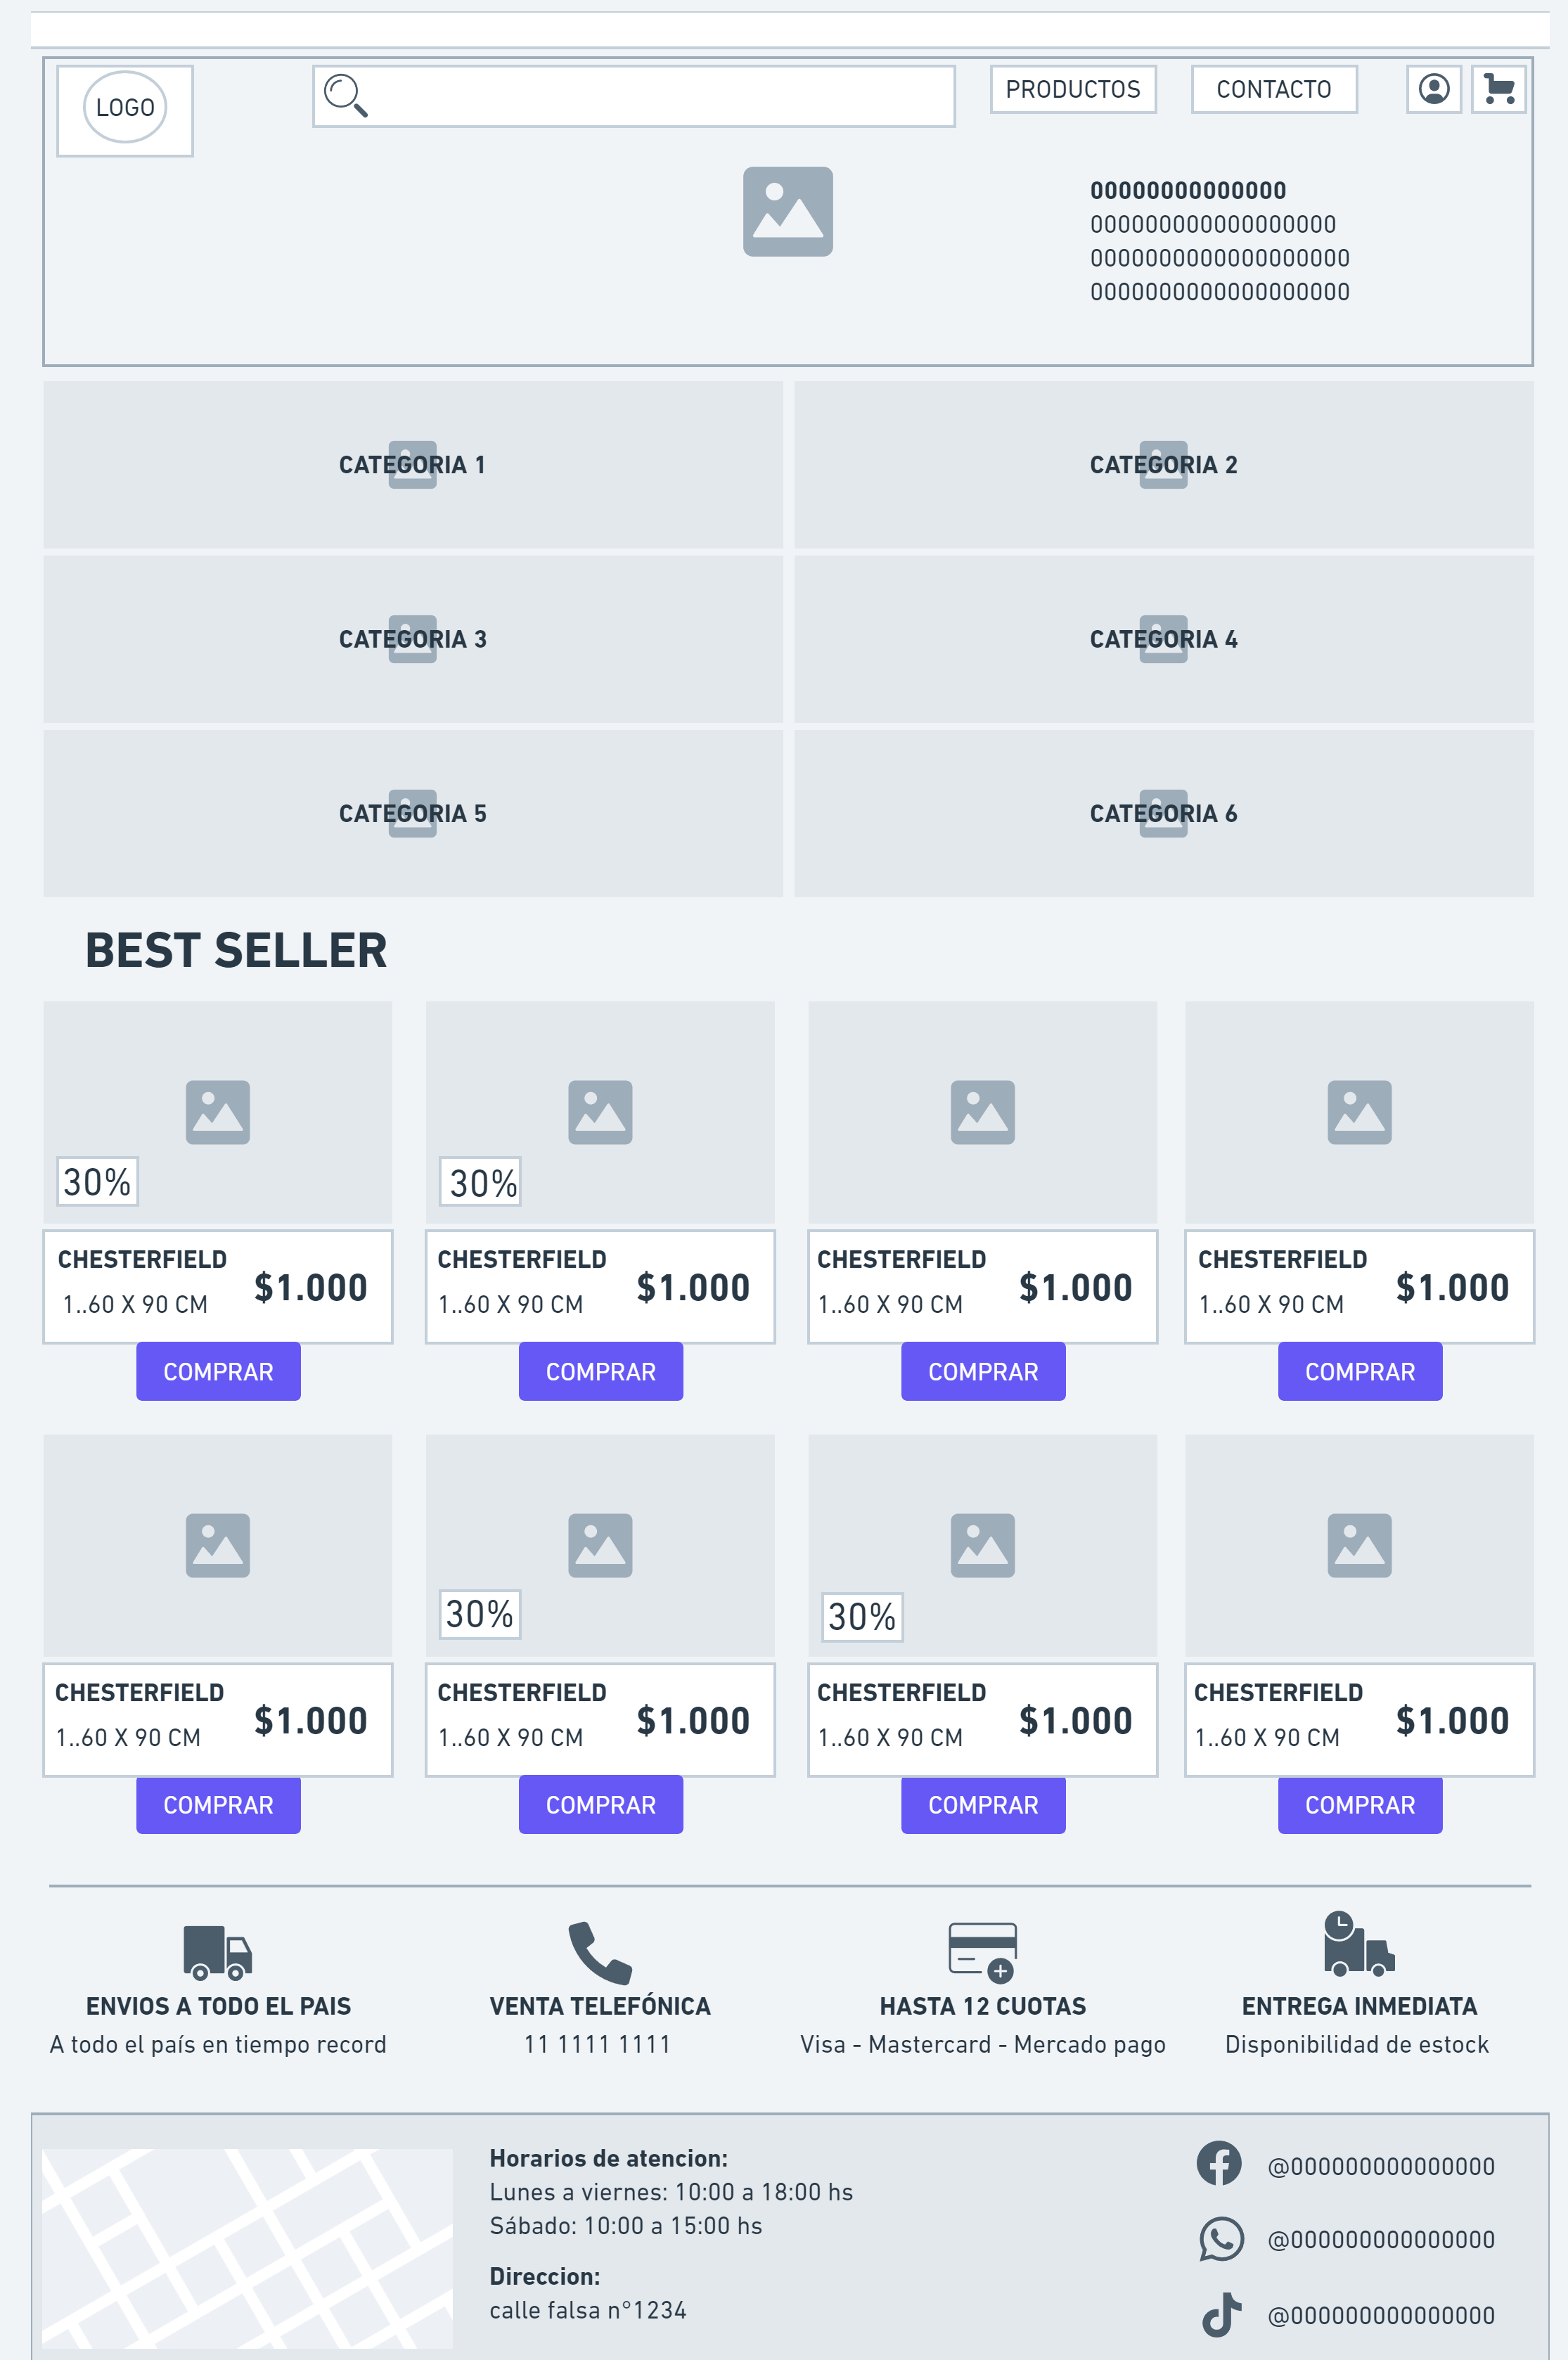 LOGO
PRODUCTOS
CONTACTO
00000000000000
000000000000000000
0000000000000000000
0000000000000000000
CATEGORIA 1
CATEGORIA 2
CATEGORIA 3
CATEGORIA 4
CATEGORIA 5
CATEGORIA 6
BEST SELLER
30%
30%
CHESTERFIELD
1..60 X 90 CM
$1.000
CHESTERFIELD
1..60 X 90 CM
$1.000
CHESTERFIELD
1..60 X 90 CM
$1.000
CHESTERFIELD
1..60 X 90 CM
$1.000
COMPRAR
COMPRAR
COMPRAR
COMPRAR
30%
30%
CHESTERFIELD
1..60 X 90 CM
$1.000
CHESTERFIELD
1..60 X 90 CM
$1.000
CHESTERFIELD
1..60 X 90 CM
$1.000
CHESTERFIELD
1..60 X 90 CM
$1.000
COMPRAR
COMPRAR
COMPRAR
COMPRAR
ENVIOS A TODO EL PAIS
A todo el país en tiempo record
VENTA TELEFÓNICA
11 1111 1111
HASTA 12 CUOTAS
Visa - Mastercard - Mercado pago
ENTREGA INMEDIATA
Disponibilidad de estock
Horarios de atencion:
Lunes a viernes: 10:00 a 18:00 hs
Sábado: 10:00 a 15:00 hs
Direccion:
calle falsa n°1234
@000000000000000
@000000000000000
@000000000000000